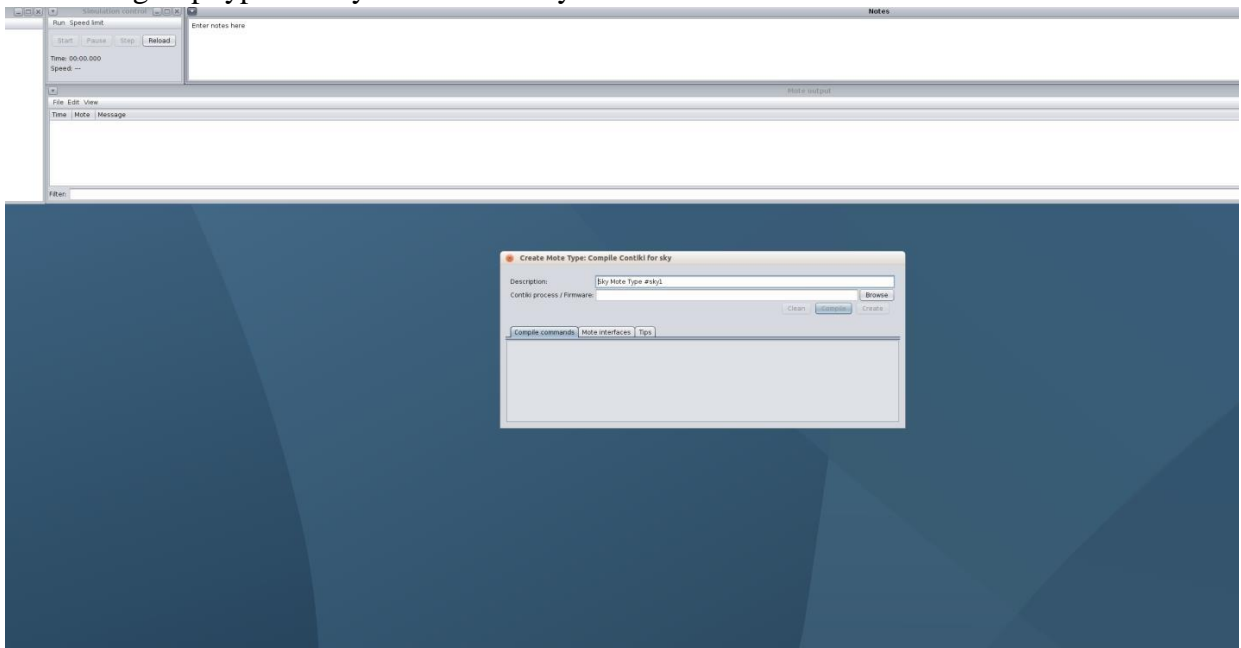 Simulation control
Notes
Run Speed limit
Enter notes here
Start Pause Stop Reload
Time: 00:00.000
Speed: ---
Mote output
File Edit View
Time Mote Message
Filter:
Create Mote Type: Compile Contiki for sky
Description: Sky Mote Type #sky1
Contiki process / Firmware: Browse
Clean Compile Create
Compile commands Mote interfaces Tips